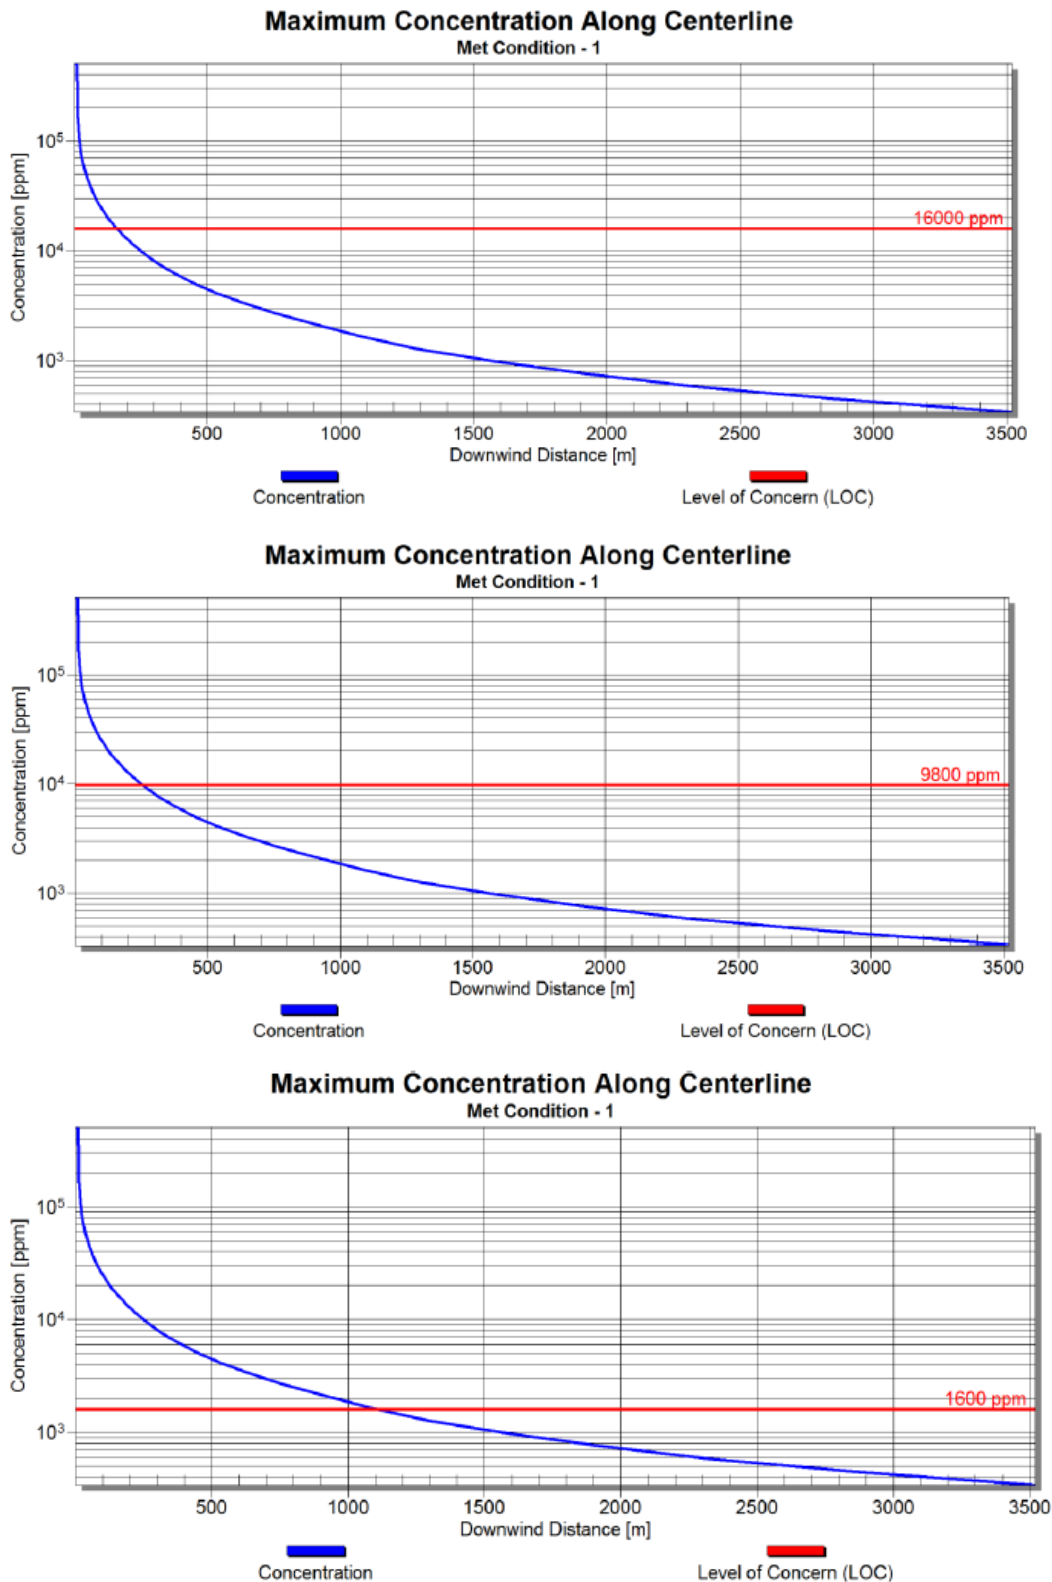 Maximum Concentration Along Centerline
Met Condition - 1
Concentration [ppm]
10⁵
10⁴
10³
16000 ppm
500 1000 1500 2000 2500 3000 3500
Downwind Distance [m]
Concentration Level of Concern (LOC)
Maximum Concentration Along Centerline
Met Condition - 1
Concentration [ppm]
10⁵
10⁴
10³
9800 ppm
500 1000 1500 2000 2500 3000 3500
Downwind Distance [m]
Concentration Level of Concern (LOC)
Maximum Concentration Along Centerline
Met Condition - 1
Concentration [ppm]
10⁵
10⁴
10³
1600 ppm
500 1000 1500 2000 2500 3000 3500
Downwind Distance [m]
Concentration Level of Concern (LOC)